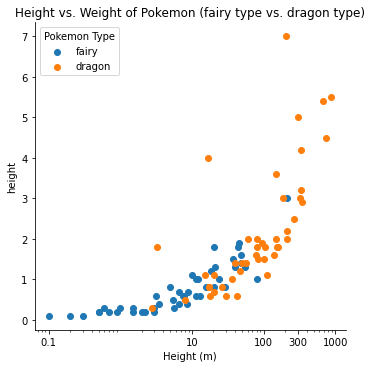 Height vs. Weight of Pokemon (fairy type vs. dragon type)
Pokemon Type
fairy
dragon
height
7
6
5
4
3
2
1
0
0.1
10
100
300
1000
Height (m)